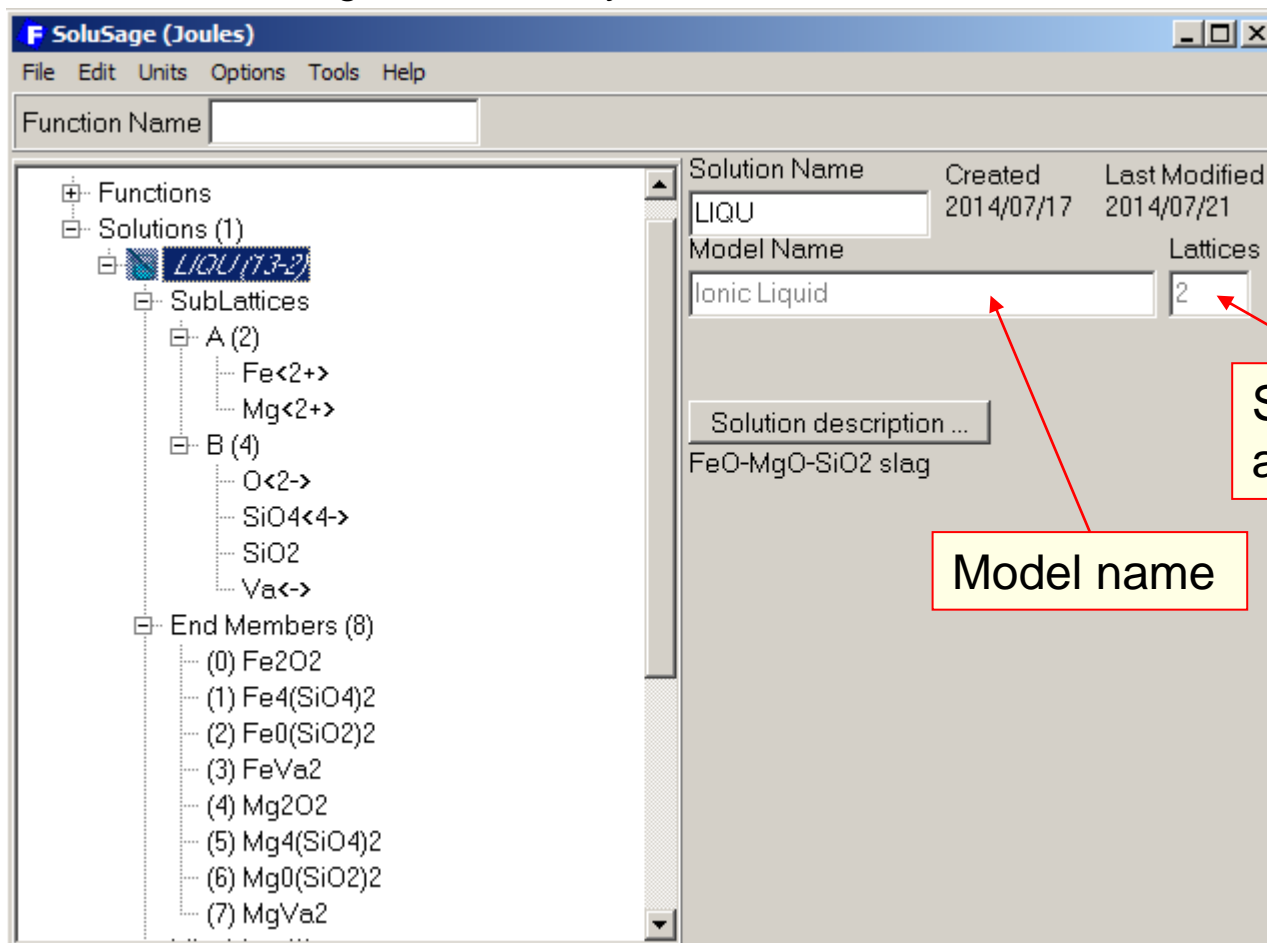 SoluSage (Joules)
File Edit Units Options Tools Help
Function Name
Functions
Solutions (1)
LIQU (13-2)
SubLattices
A (2)
Fe<2+>
Mg<2+>
B (4)
O<2->
SiO4<4->
SiO2
Va<->
End Members (8)
(0) Fe2O2
(1) Fe4(SiO4)2
(2) Fe0(SiO2)2
(3) FeVa2
(4) Mg2O2
(5) Mg4(SiO4)2
(6) Mg0(SiO2)2
(7) MgVa2
Solution Name
LIQU
Created
2014/07/17
Last Modified
2014/07/21
Model Name
Ionic Liquid
Lattices
2
Solution description ...
FeO-MgO-SiO2 slag
Model name